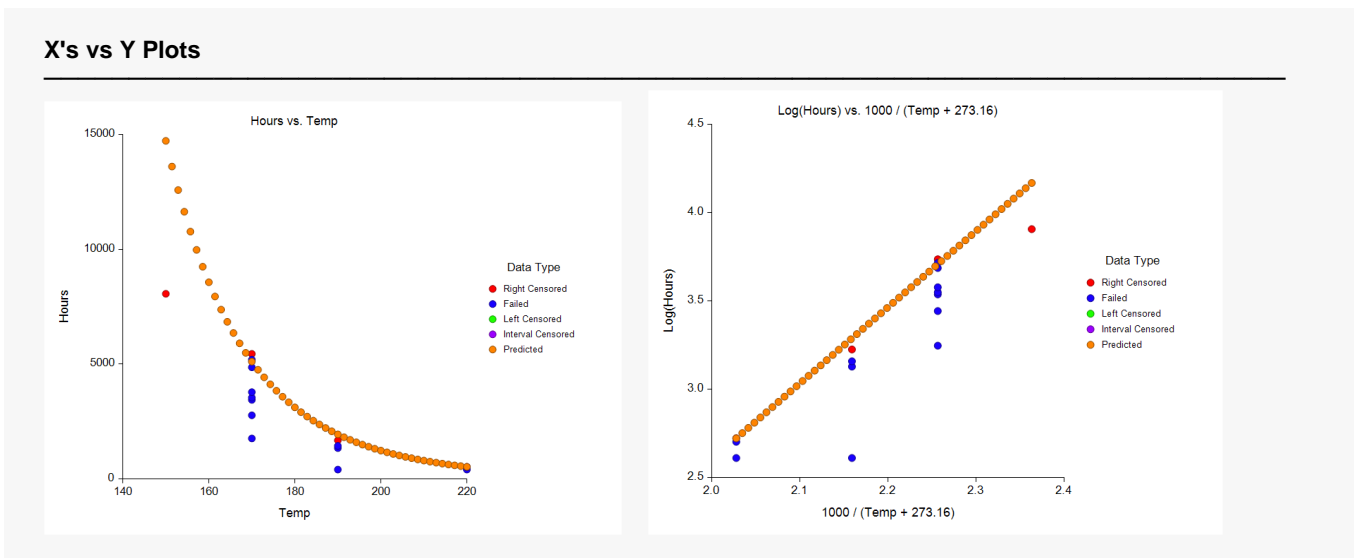 X's vs Y Plots
Hours vs. Temp
15000
10000
5000
0
140
160
180
200
220
Hours
Temp
Data Type
Right Censored
Failed
Left Censored
Interval Censored
Predicted
Log(Hours) vs. 1000 / (Temp + 273.16)
4.5
4.0
3.5
3.0
2.5
2.0
2.1
2.2
2.3
2.4
Log(Hours)
1000 / (Temp + 273.16)
Data Type
Right Censored
Failed
Left Censored
Interval Censored
Predicted